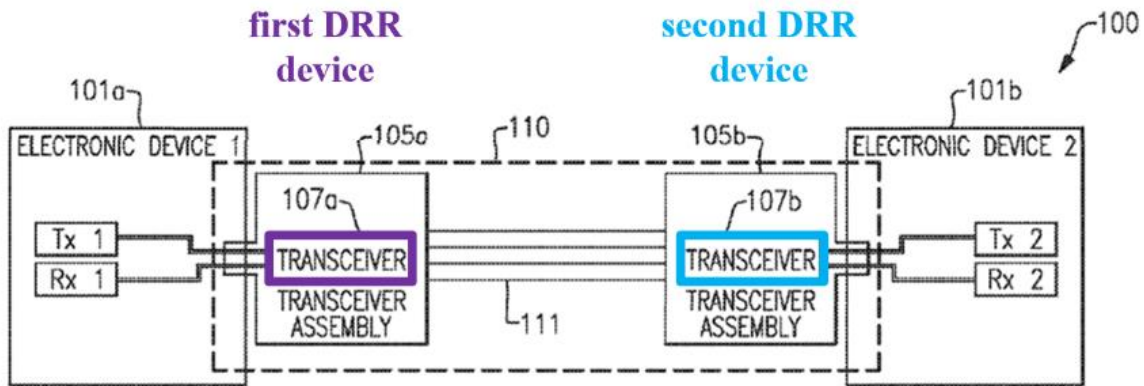 first DRR device
second DRR device
100
101a
101b
105a
110
105b
ELECTRONIC DEVICE 1
ELECTRONIC DEVICE 2
107a
107b
Tx 1
Rx 1
TRANSCEIVER
TRANSCEIVER
Tx 2
Rx 2
TRANSCEIVER
ASSEMBLY
TRANSCEIVER
ASSEMBLY
111